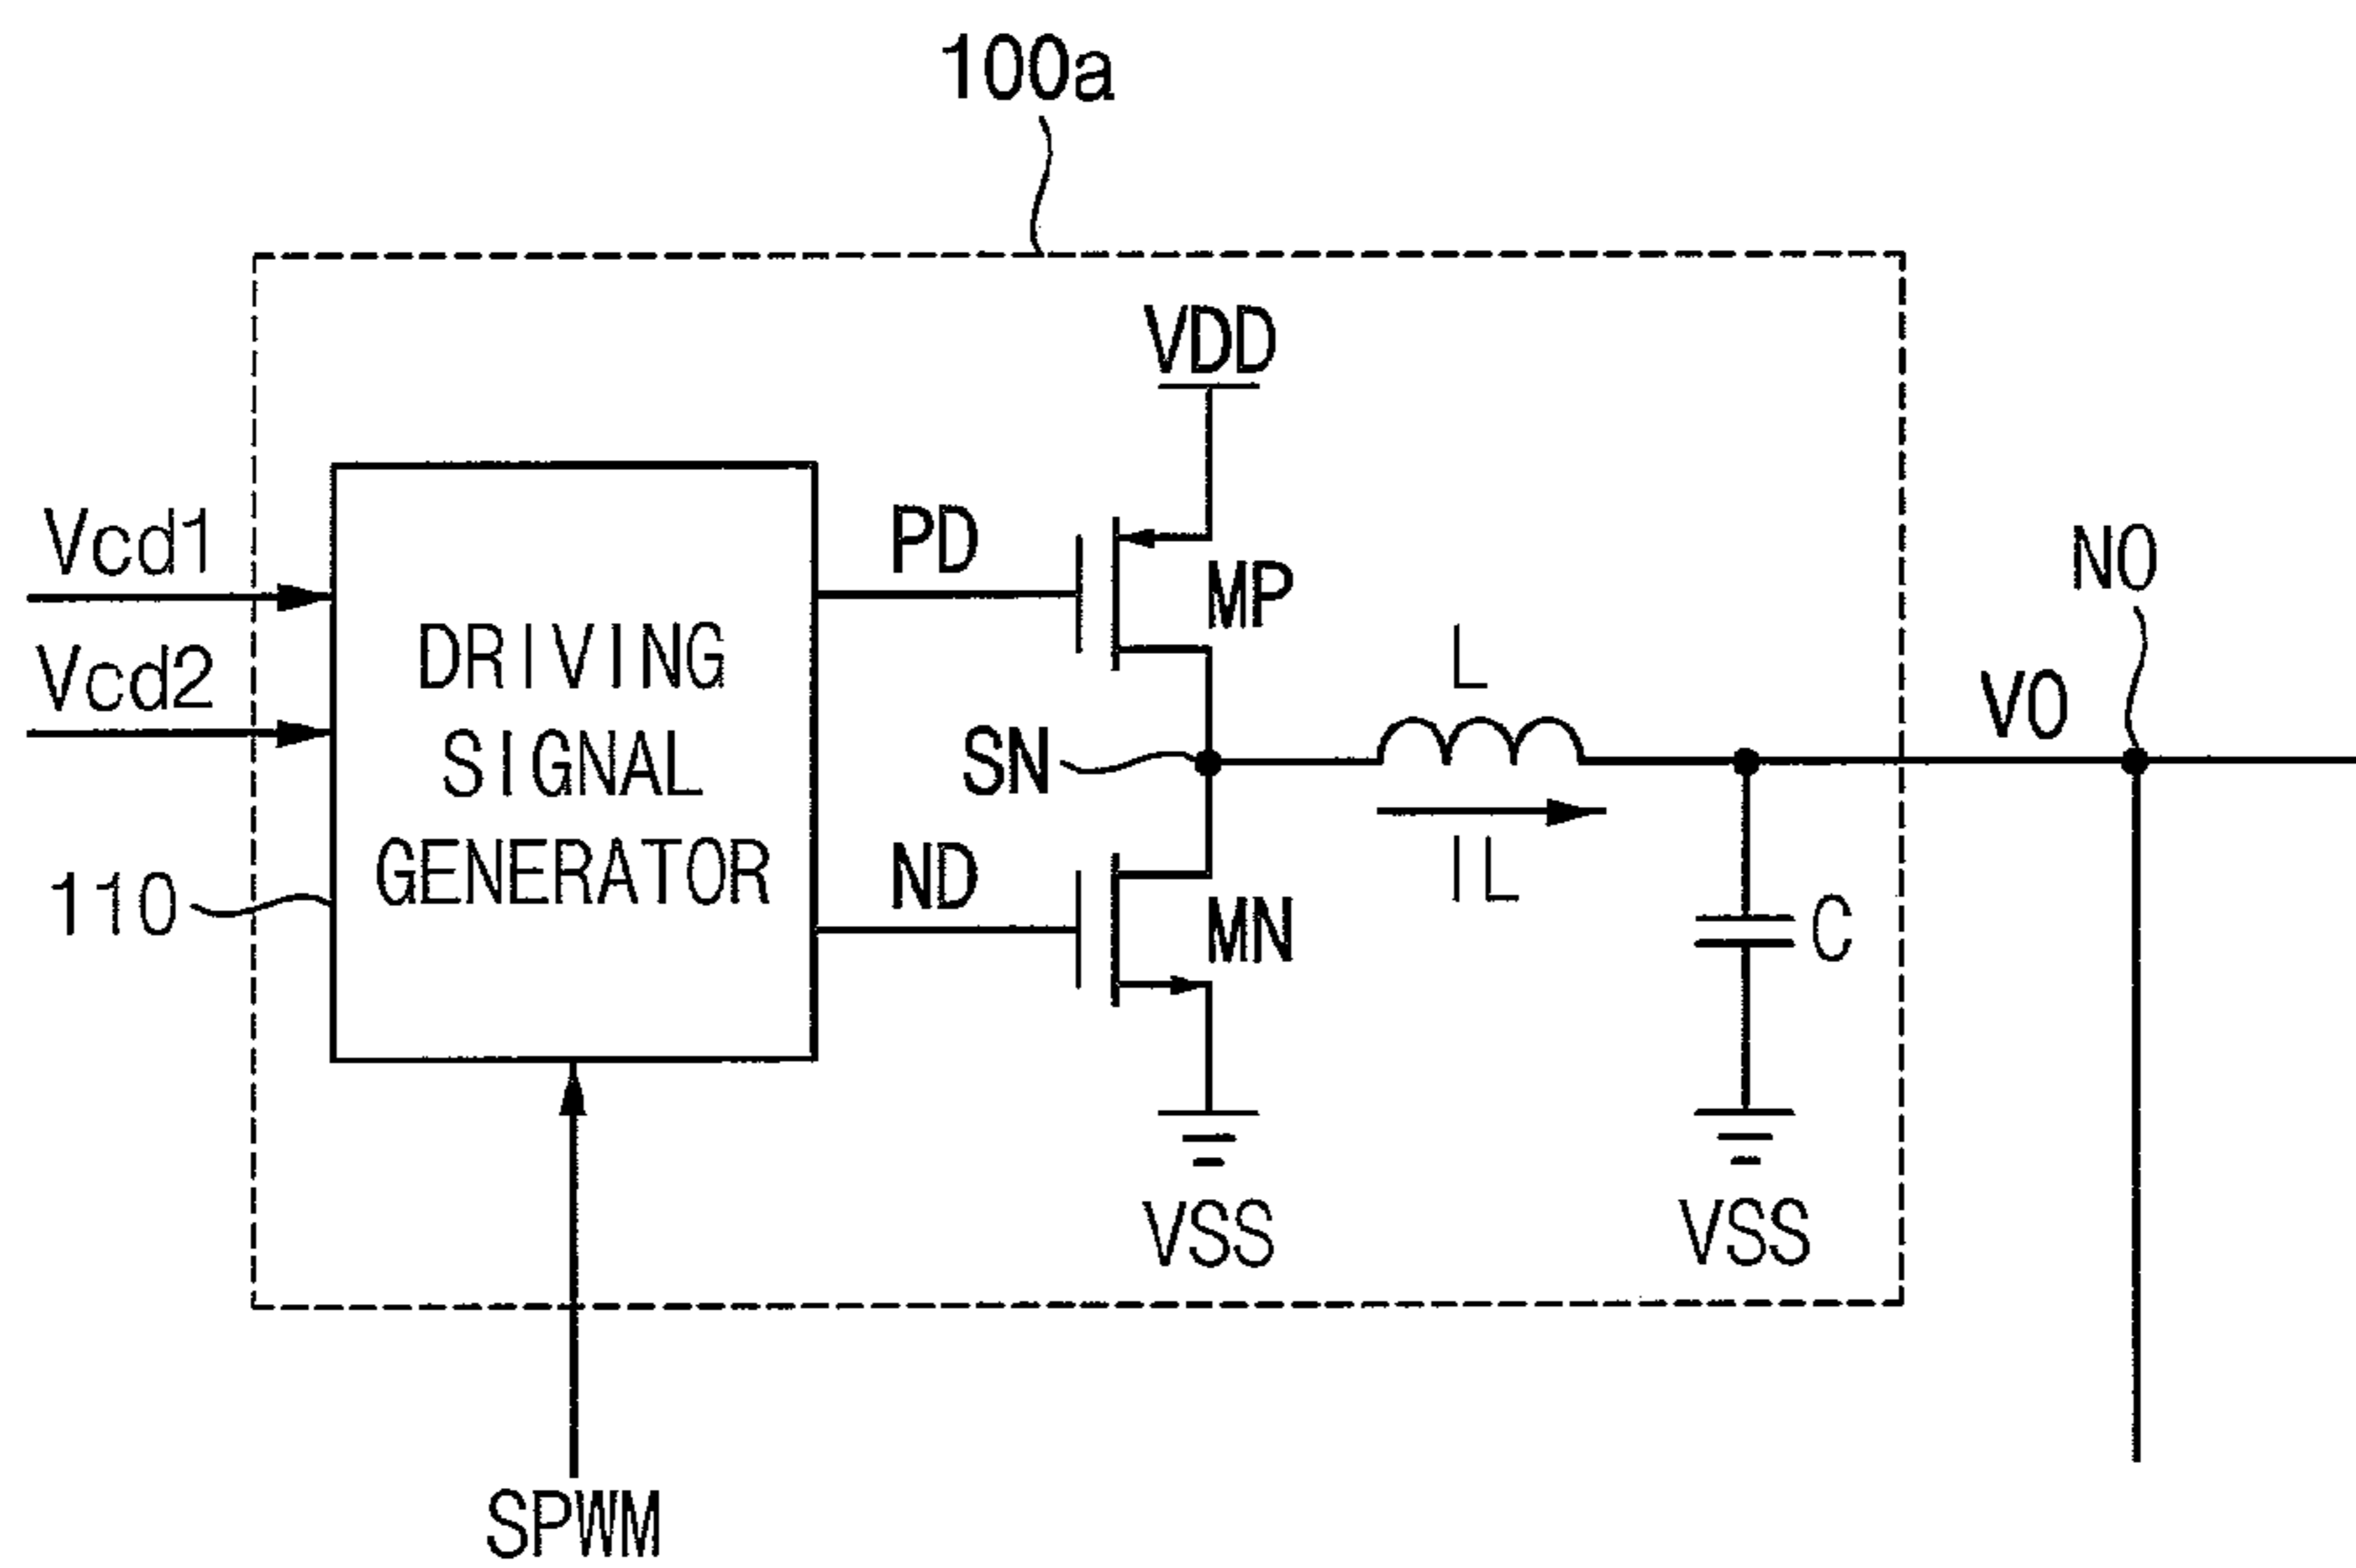 100a
VDD
Vcd1
PD
NO
MP
DRIVING
L
Vcd2
VO
SIGNAL
SN
GENERATOR
ND
IL
110
MN
C
VSS
VSS
SPWM